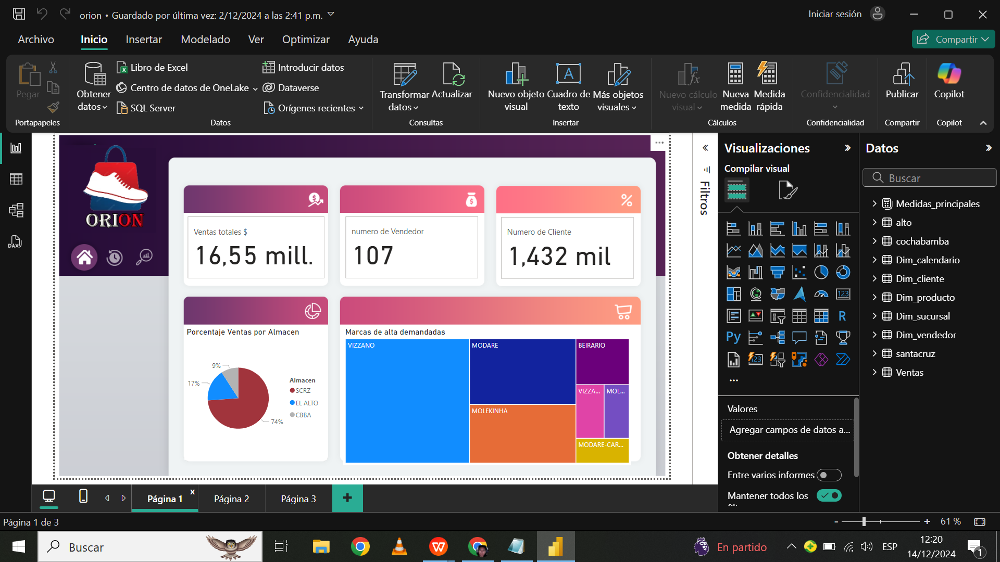 orion • Guardado por última vez: 2/12/2024 a las 2:41 p.m.
Iniciar sesión
Archivo
Inicio
Insertar
Modelado
Ver
Optimizar
Ayuda
Compartir
Pegar
Portapapeles
Obtener datos
Libro de Excel
Centro de datos de OneLake
SQL Server
Introducir datos
Dataverse
Orígenes recientes
Datos
Transformar datos
Actualizar
Consultas
Nuevo objeto visual
Cuadro de texto
Más objetos visuales
Insertar
Nuevo cálculo visual
Nueva medida
Medida rápida
Cálculos
Confidencialidad
Confidencialidad
Publicar
Compartir
Copilot
Copilot
DAX
ORION
Ventas totales $
16,55 mill.
numero de Vendedor
107
Numero de Cliente
1,432 mil
Porcentaje Ventas por Almacen
9%
17%
74%
Almacen
SCRZ
EL ALTO
CBBA
Marcas de alta demandadas
VIZZANO
MODARE
MOLEKINHA
BEIRARIO
VIZZA...
MOL...
MODARE-CAR...
Filtros
Visualizaciones
Compilar visual
123
R
Py
123
Valores
Agregar campos de datos a...
Obtener detalles
Entre varios informes
Mantener todos los
Datos
Buscar
Medidas_principales
alto
cochabamba
Dim_calendario
Dim_cliente
Dim_producto
Dim_sucursal
Dim_vendedor
santacruz
Ventas
Página 1
x
Página 2
Página 3
+
Página 1 de 3
- + 61 %
Buscar
En partido
ESP
12:20
14/12/2024
1